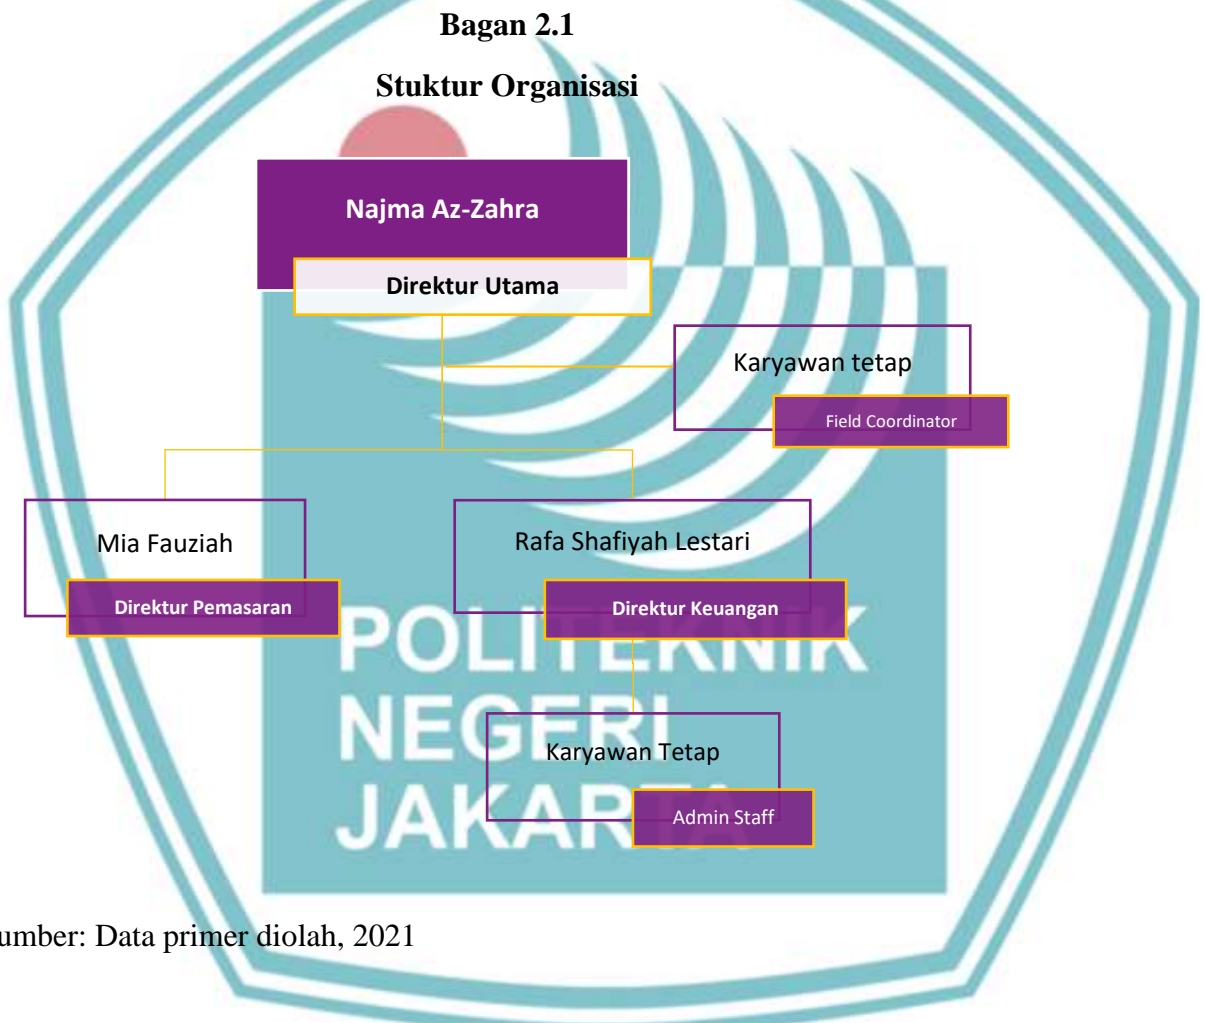 Bagan 2.1
Stuktur Organisasi
Najma Az-Zahra
Direktur Utama
Karyawan tetap
Field Coordinator
Mia Fauziah
Direktur Pemasaran
Rafa Shafiyah Lestari
Direktur Keuangan
Karyawan Tetap
Admin Staff
POLITEKNIK
NEGERI
JAKARTA
umber: Data primer diolah, 2021